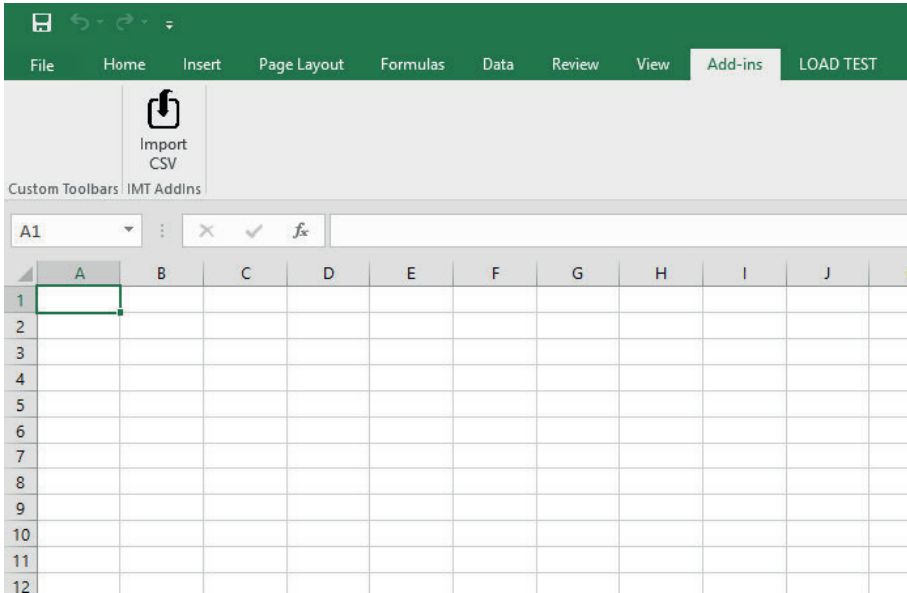 File Home Insert Page Layout Formulas Data Review View Add-ins LOAD TEST
Import
CSV
Custom Toolbars IMT AddIns
A1 fx
A B C D E F G H I J
1
2
3
4
5
6
7
8
9
10
11
12